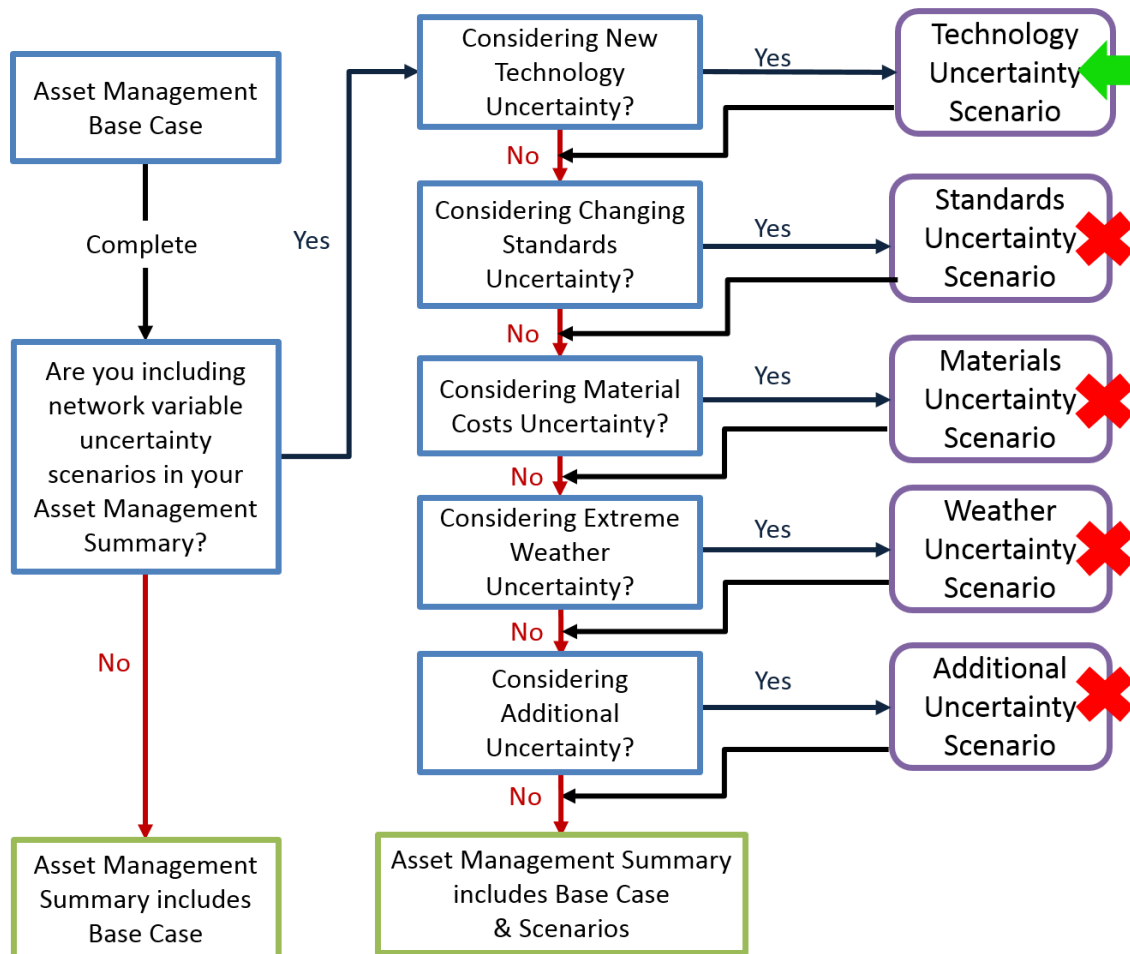 Asset Management
Base Case
Complete
Are you including
network variable
uncertainty
scenarios in your
Asset Management
Summary?
Yes
No
Asset Management
Summary includes
Base Case
Considering New
Technology
Uncertainty?
Yes
Technology
Uncertainty
Scenario
No
Considering Changing
Standards
Uncertainty?
Yes
Standards
Uncertainty
Scenario
No
Considering Material
Costs Uncertainty?
Yes
Materials
Uncertainty
Scenario
No
Considering Extreme
Weather
Uncertainty?
Yes
Weather
Uncertainty
Scenario
No
Considering
Additional
Uncertainty?
Yes
Additional
Uncertainty
Scenario
No
Asset Management Summary
includes Base Case
& Scenarios